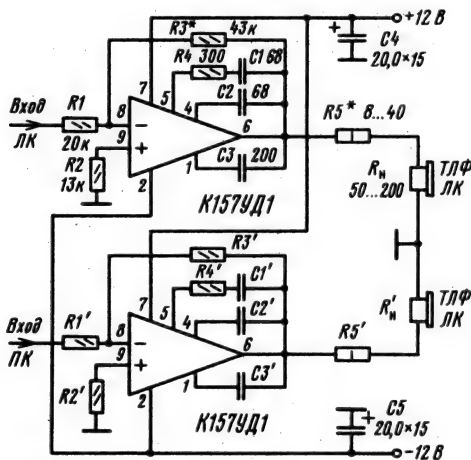 R3* 43к
+12 В
R4 300
C1 68
C2 68
+ C4
20,0×15
7
5
4
Вход
R1
8
−
6
R5* 8...40
ЛК
20к
9
+
R2
13к
2
1
C3 200
Rн
50...200
ТЛФ
ЛК
К157УД1
R3'
R4'
C1'
7
5
C2'
4
Вход
R1'
8
−
6
R5'
R'н
ТЛФ
ЛК
ПК
9
+
R2'
2
1
C3'
К157УД1
C5
+
20,0×15
−12 В